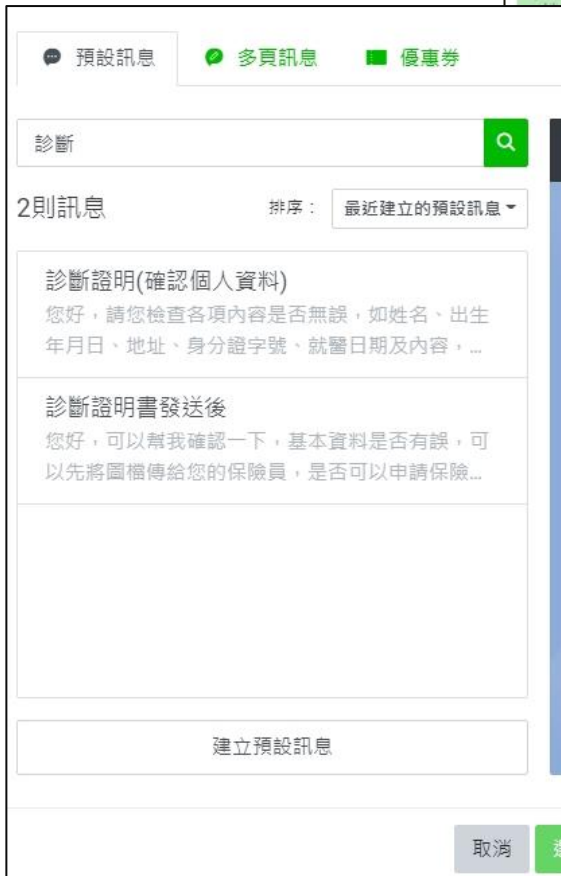 預設訊息 多頁訊息 優惠券
診斷
2則訊息 排序： 最近建立的預設訊息
診斷證明(確認個人資料)
您好，請您檢查各項內容是否無誤，如姓名、出生
年月日、地址、身分證字號、就醫日期及內容，...
診斷證明書發送後
您好，可以幫我確認一下，基本資料是否有誤，可
以先將圖檔傳給您的保險員，是否可以申請保險...
建立預設訊息
取消